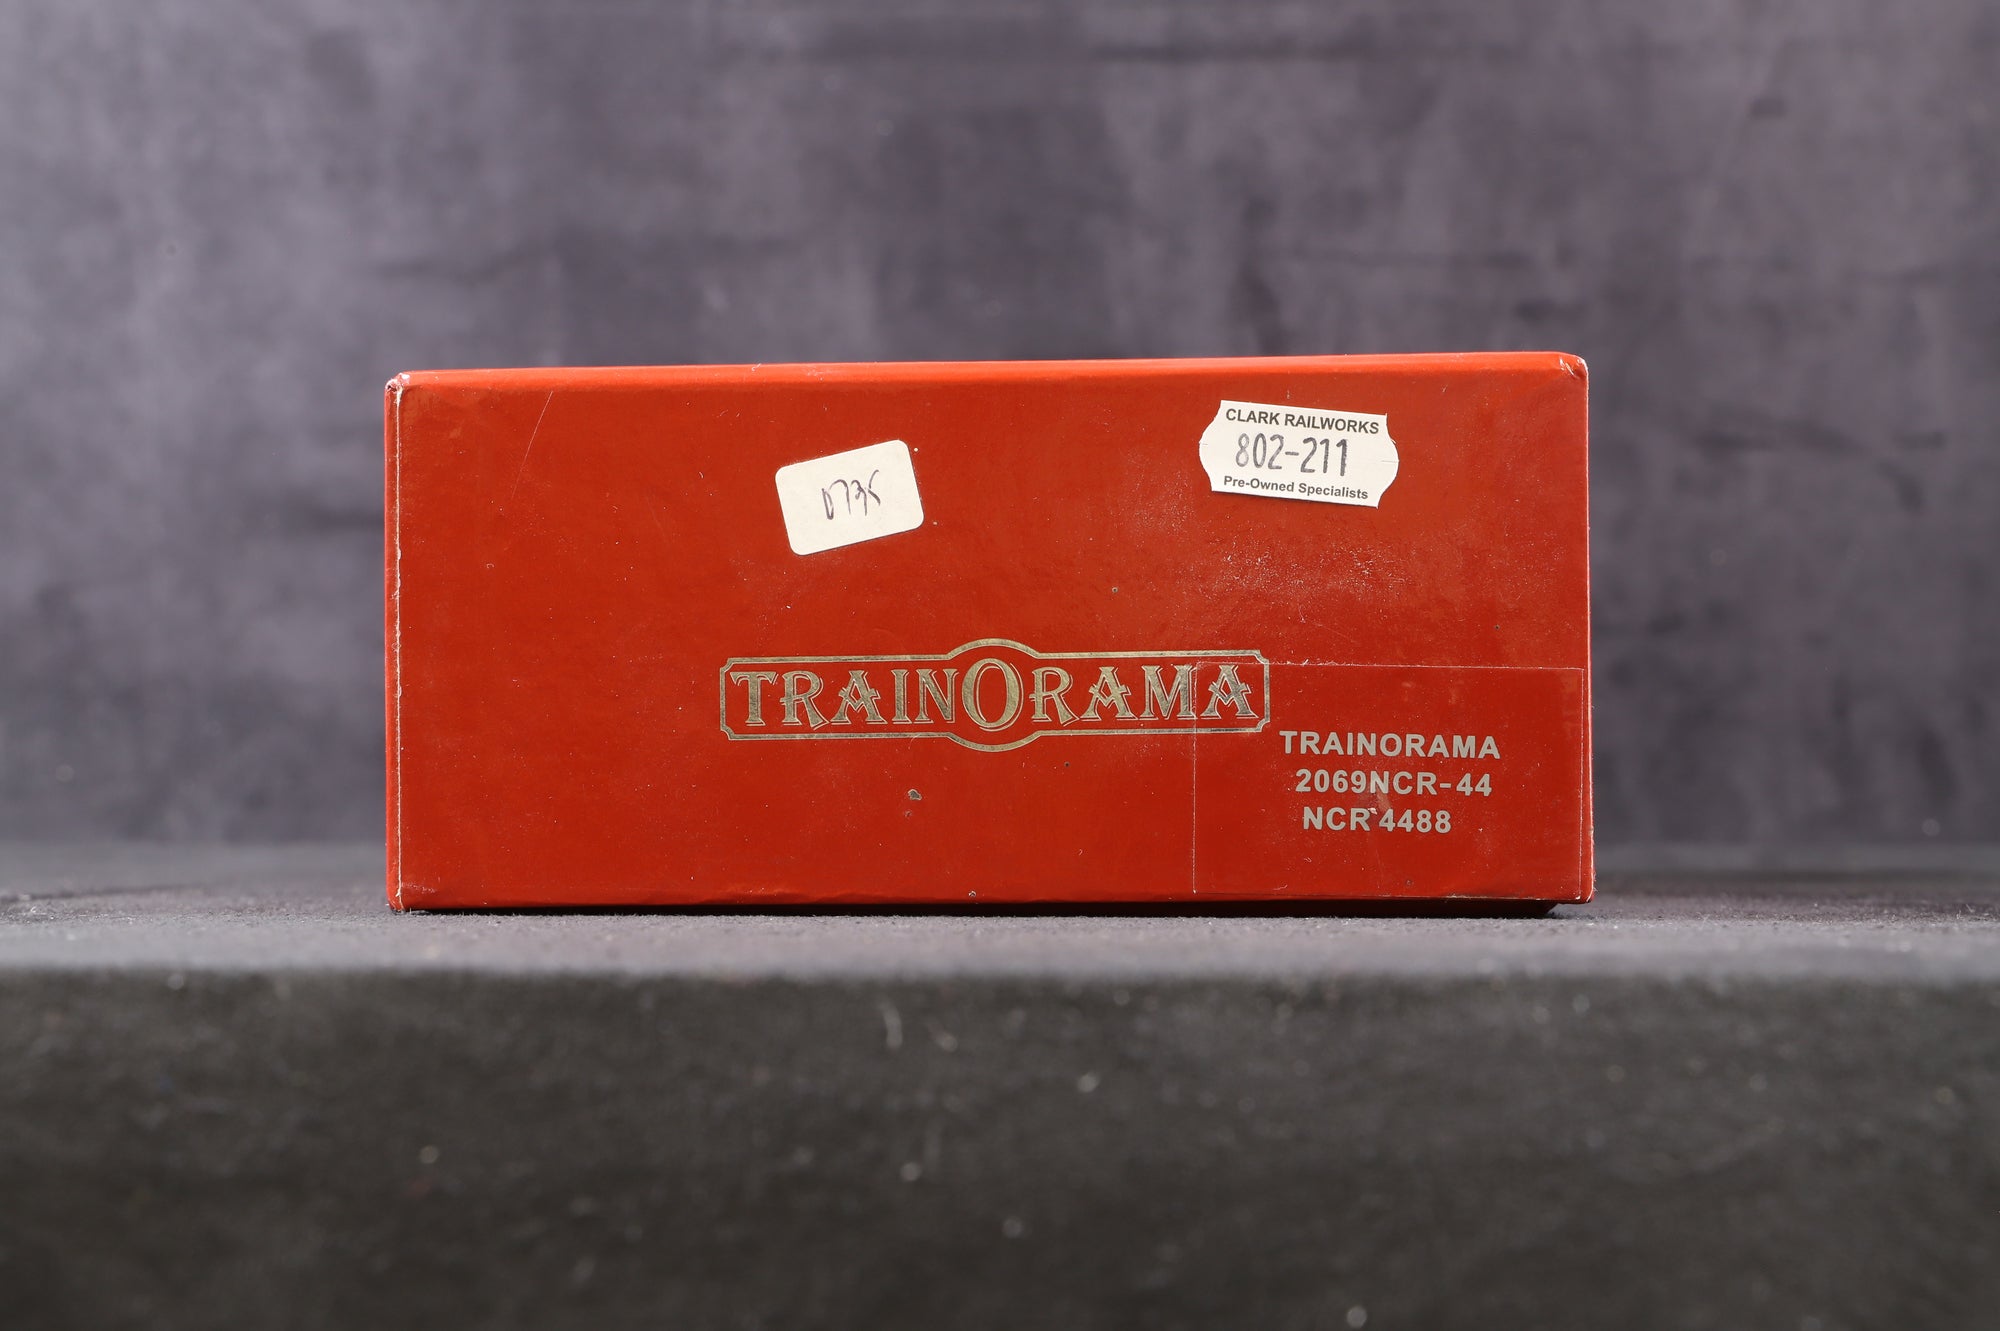 CLARK RAILWORKS
802-211
Pre-Owned Specialists
TRAINORAMA
TRAINORAMA
2069NCR-44
NCR 4488